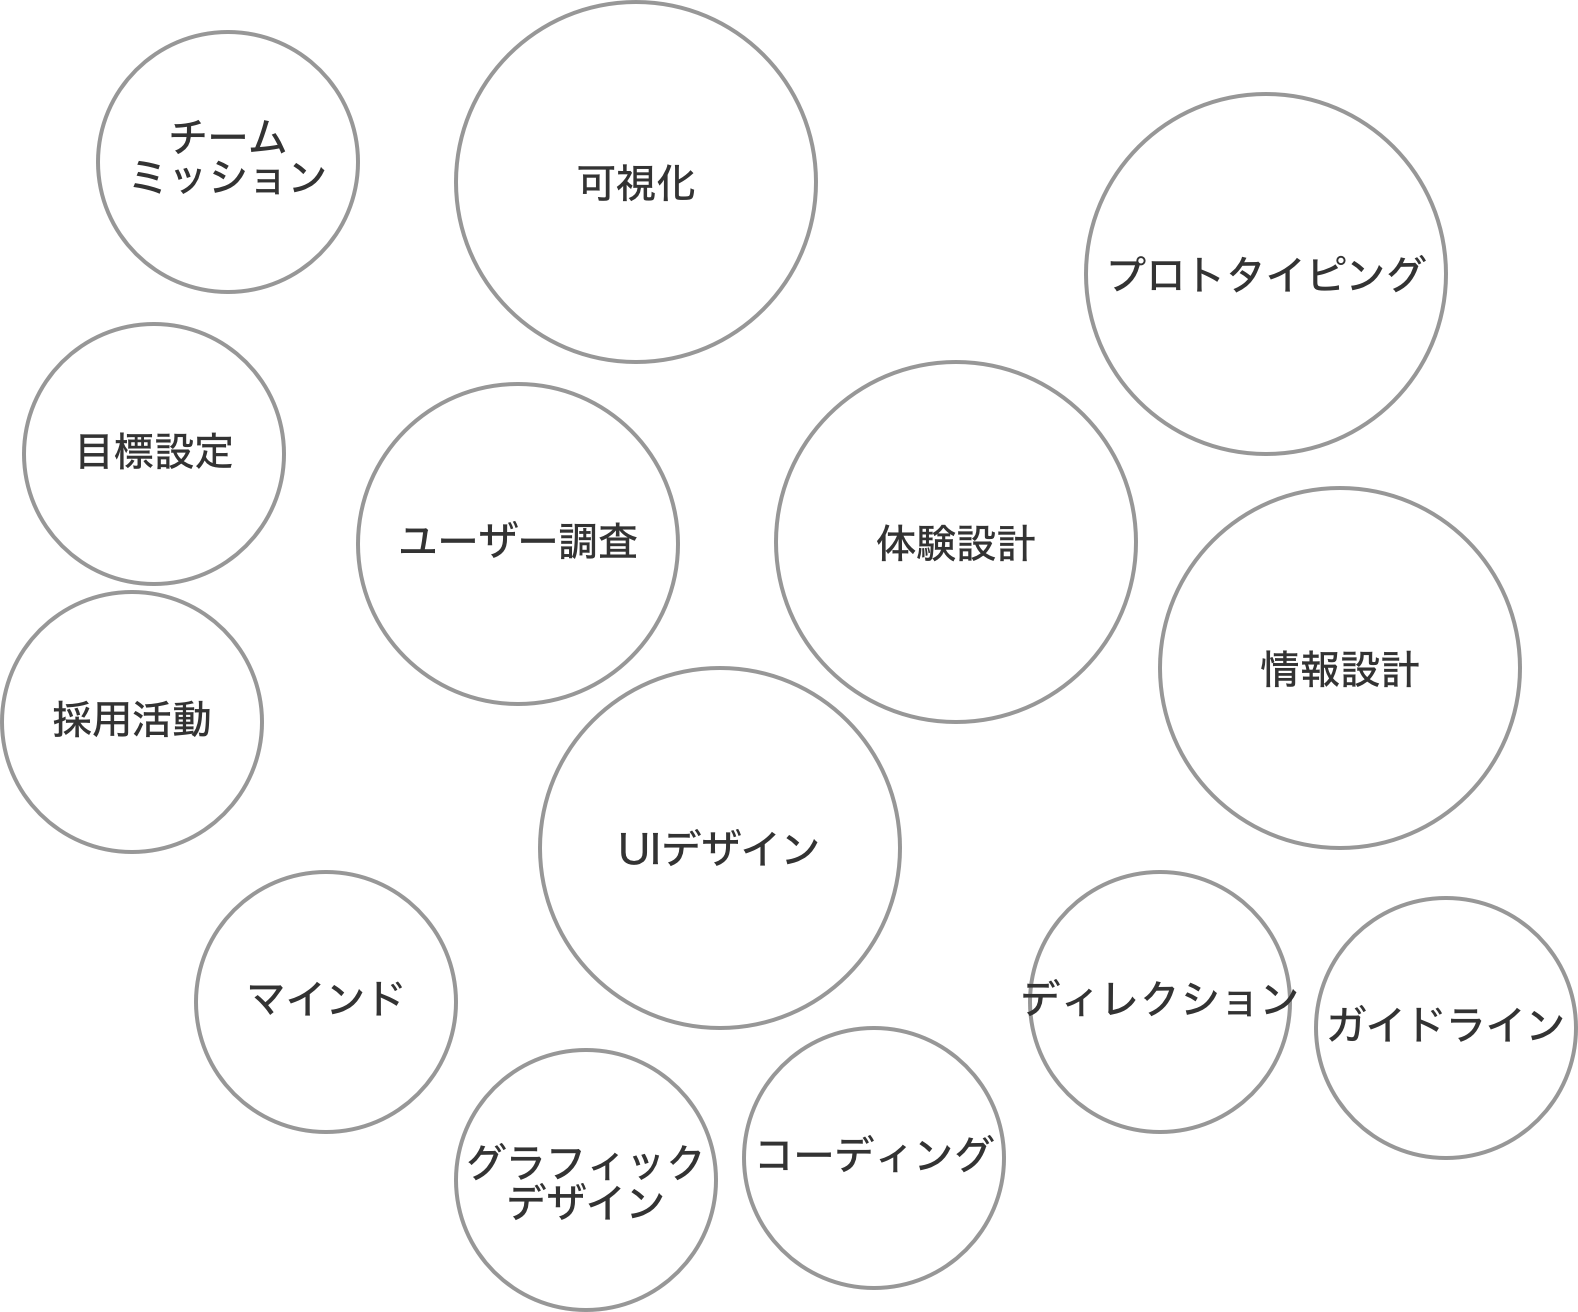 チーム
ミッション
可視化
プロトタイピング
目標設定
ユーザー調査
体験設計
情報設計
採用活動
UIデザイン
マインド
ディレクション
ガイドライン
グラフィック
デザイン
コーディング